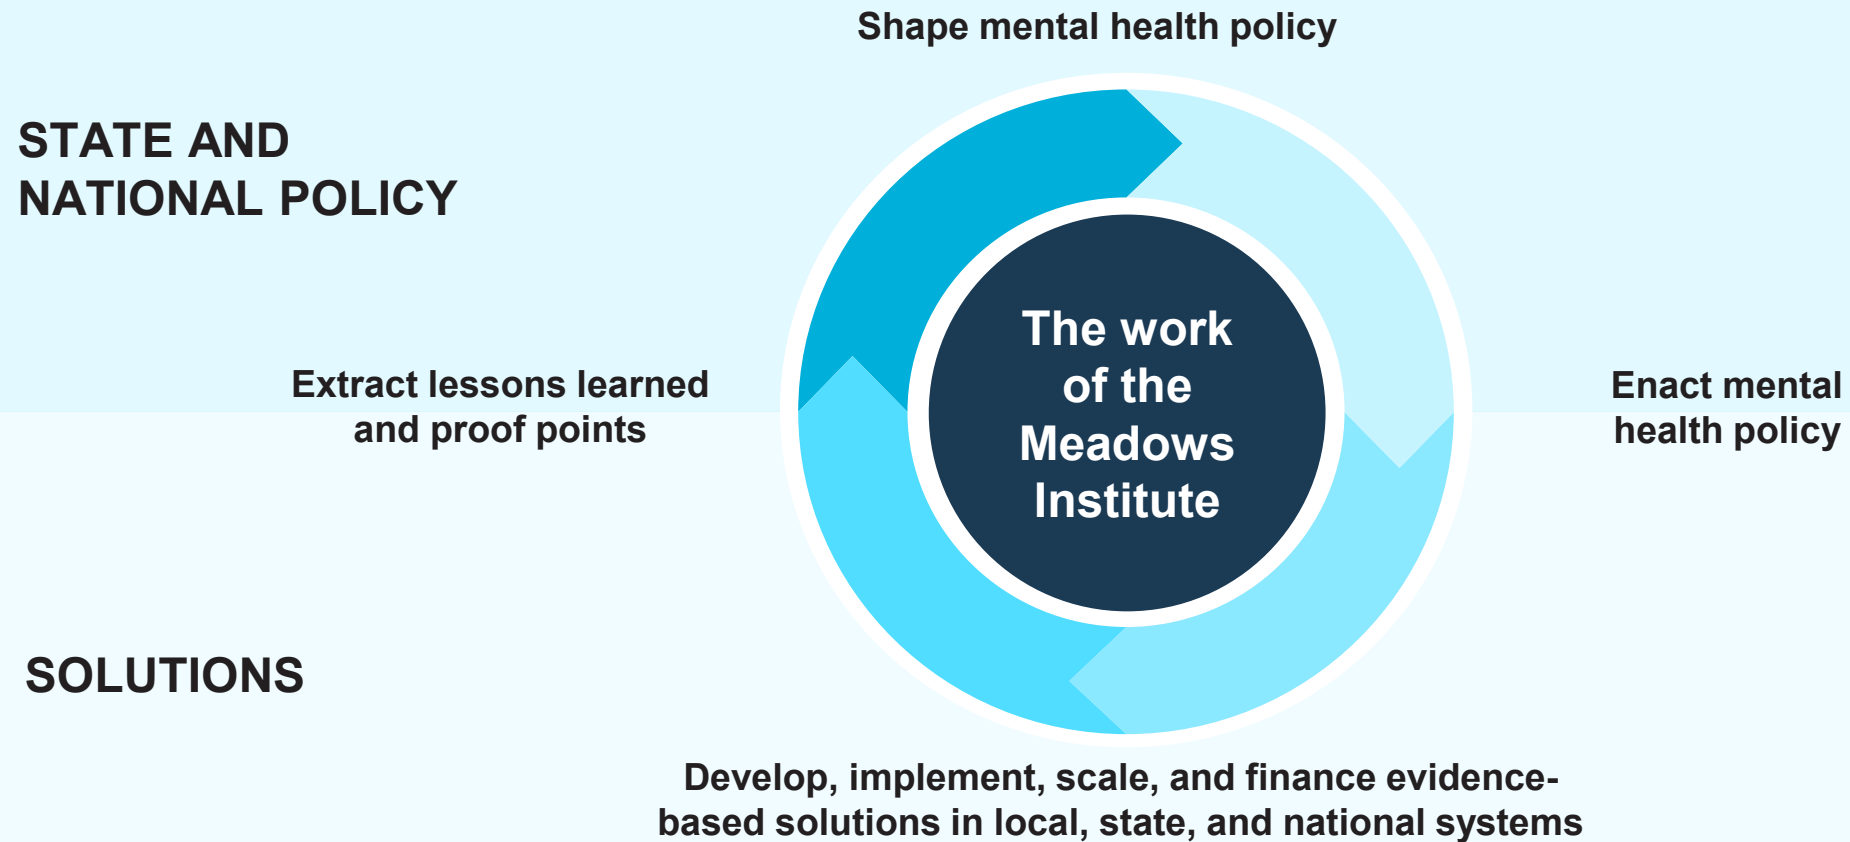 Shape mental health policy
STATE AND
NATIONAL POLICY
The work
of the
Meadows
Institute
Extract lessons learned
and proof points
Enact mental
health policy
SOLUTIONS
Develop, implement, scale, and finance evidence-
based solutions in local, state, and national systems